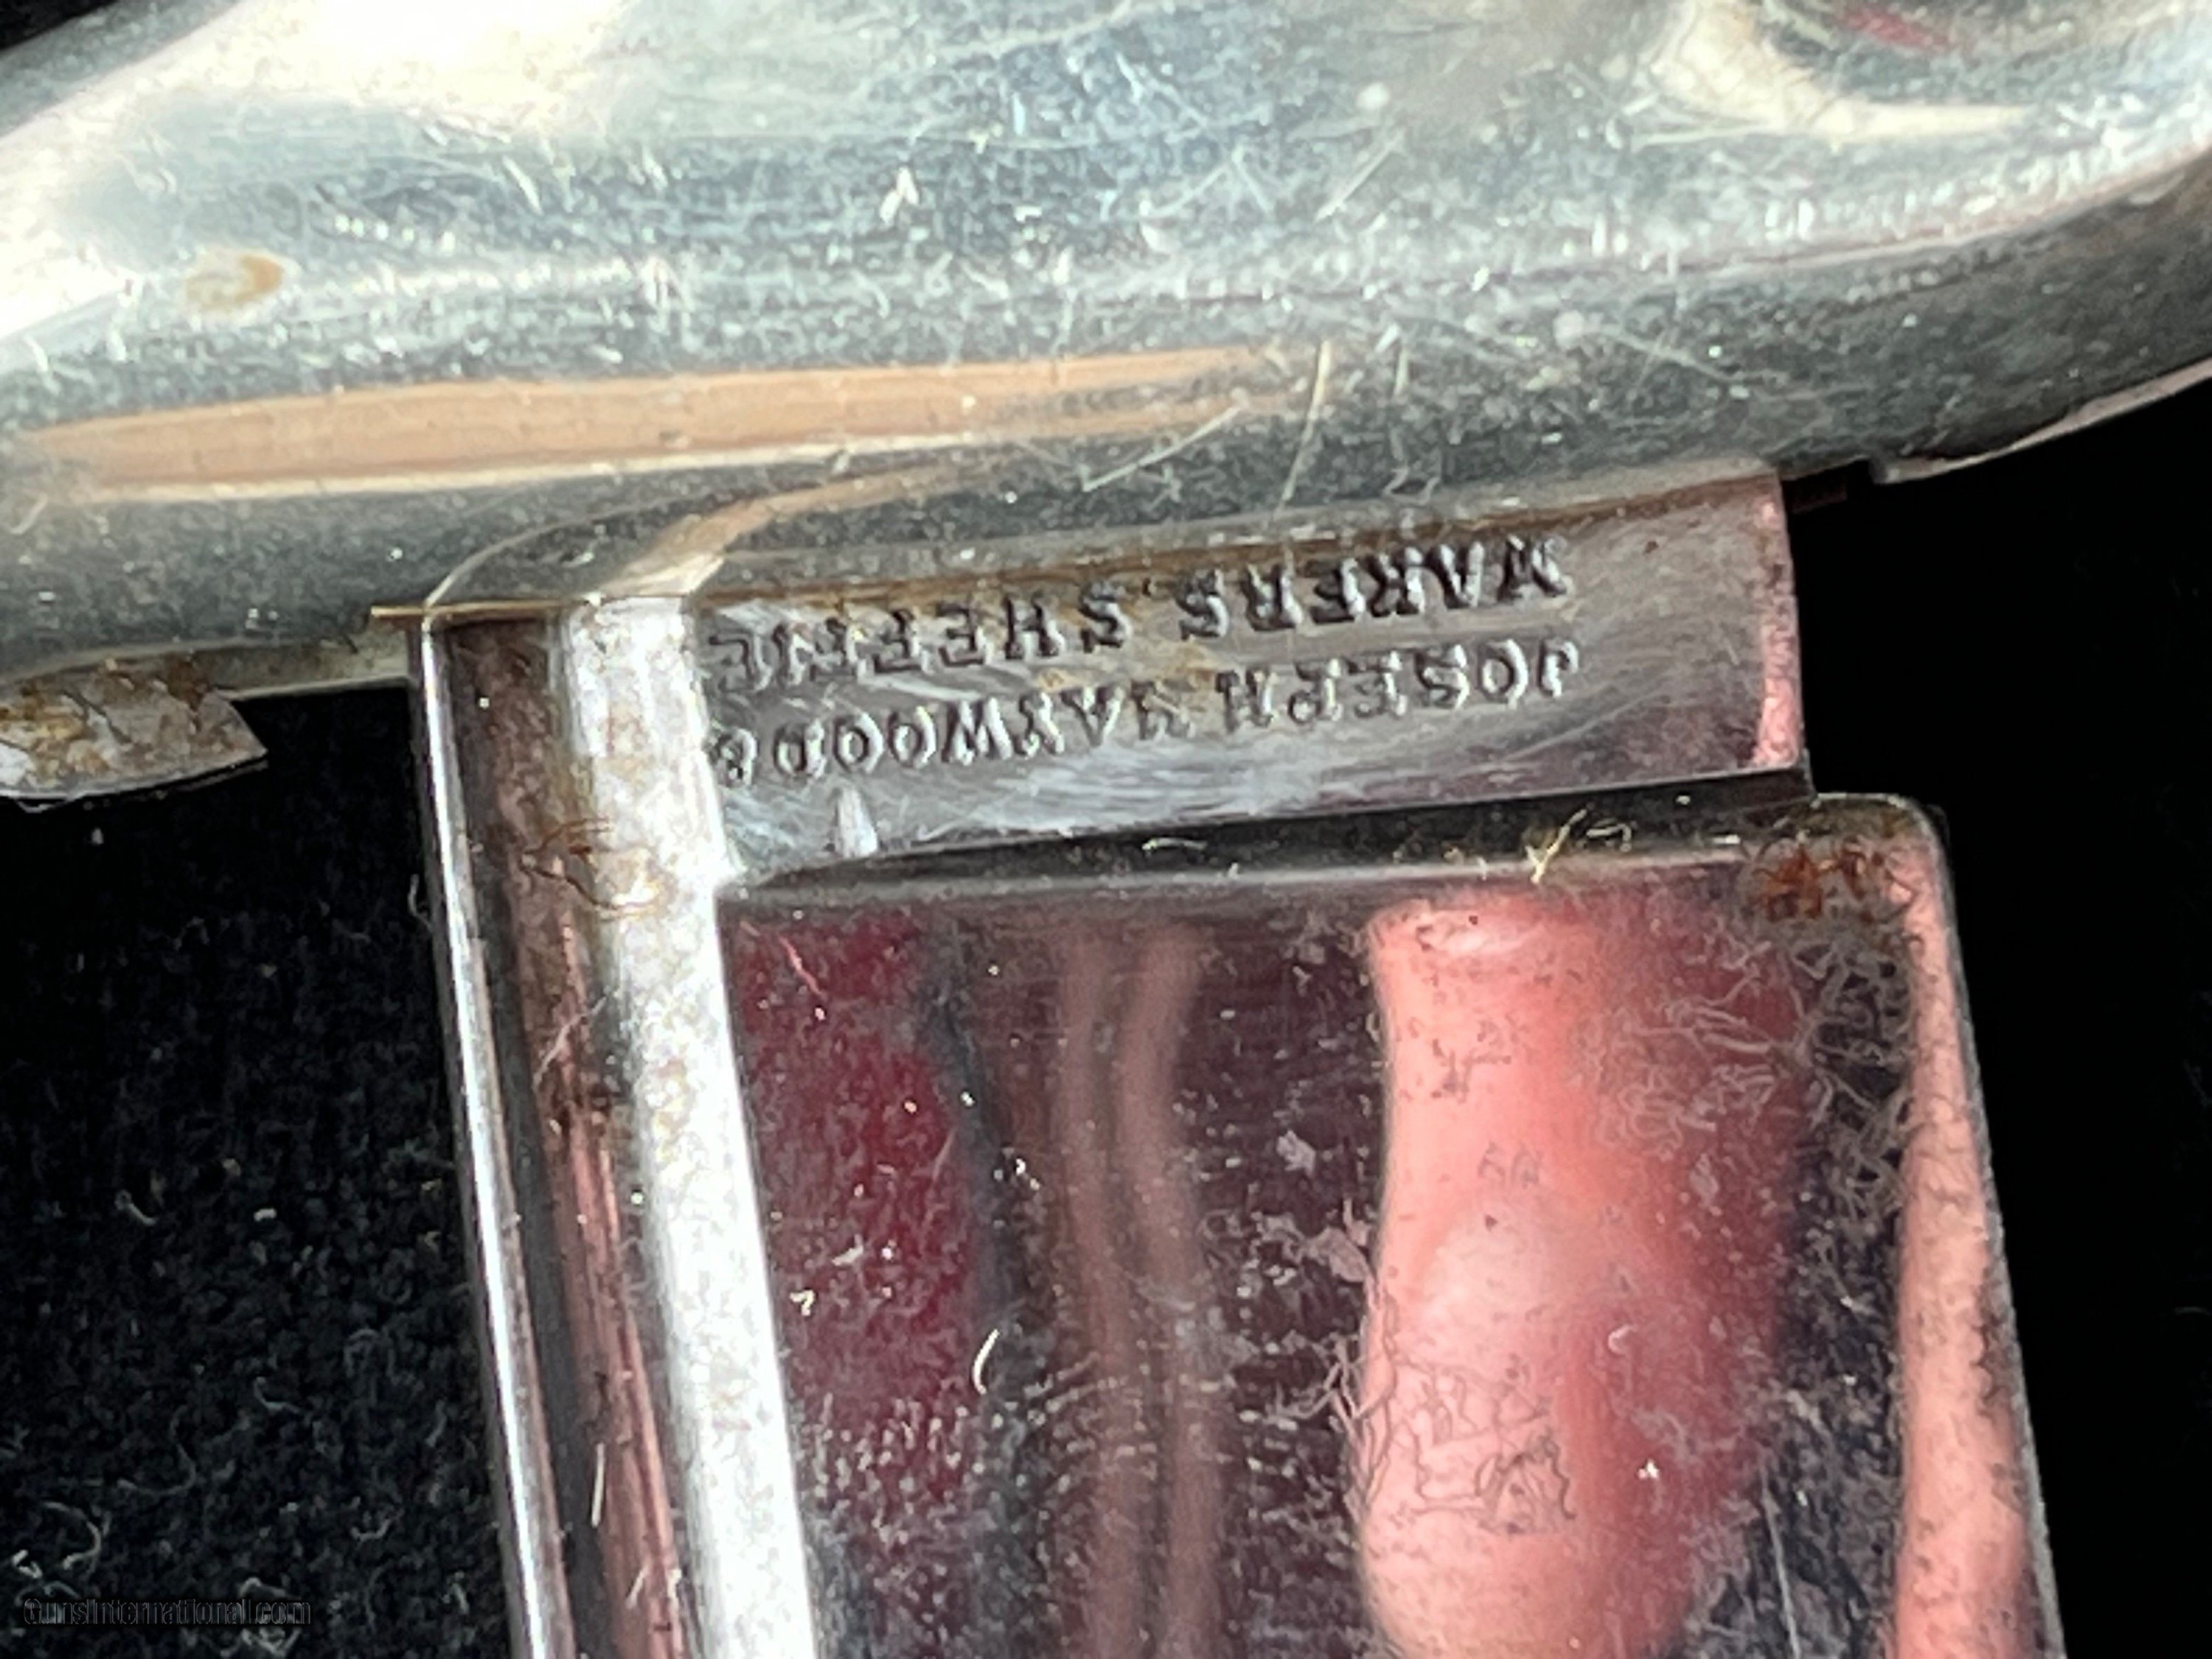 JOSEPH HAYWOOD &
MAKERS. SHEFFIE
GunsInternational.com